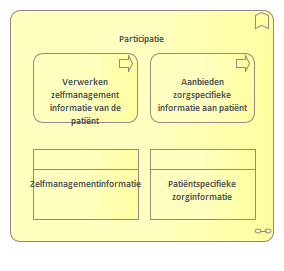 Participatie
Verwerken
zelfmanagement
informatie van de
patiënt
Aanbieden
zorgspecifieke
informatie aan patiënt
Zelfmanagementinformatie
Patiëntspecifieke
zorginformatie